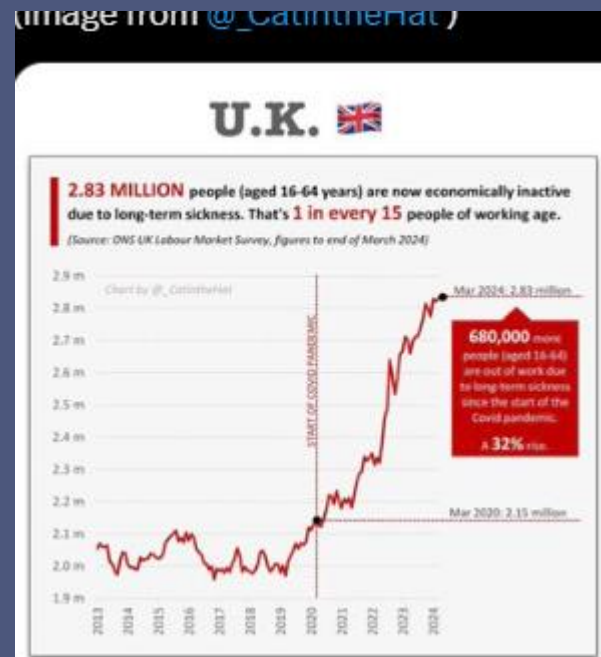 (image from @_CatintheHat )
U.K.
2.83 MILLION people (aged 16-64 years) are now economically inactive
due to long-term sickness. That's 1 in every 15 people of working age.
(Source: ONS UK Labour Market Survey, figures to end of March 2024)
2.9 m
Chart by @_CatintheHat
Mar 2024: 2.83 million
2.8 m
2.7 m
680,000 more
people (aged 16-64)
are out of work due
to long-term sickness
since the start of the
Covid pandemic.
A 32% rise.
2.6 m
2.5 m
START OF COVID PANDEMIC
2.4 m
2.3 m
2.2 m
Mar 2020: 2.15 million
2.1 m
2.0 m
1.9 m
2013 2014 2015 2016 2017 2018 2019 2020 2021 2022 2023 2024